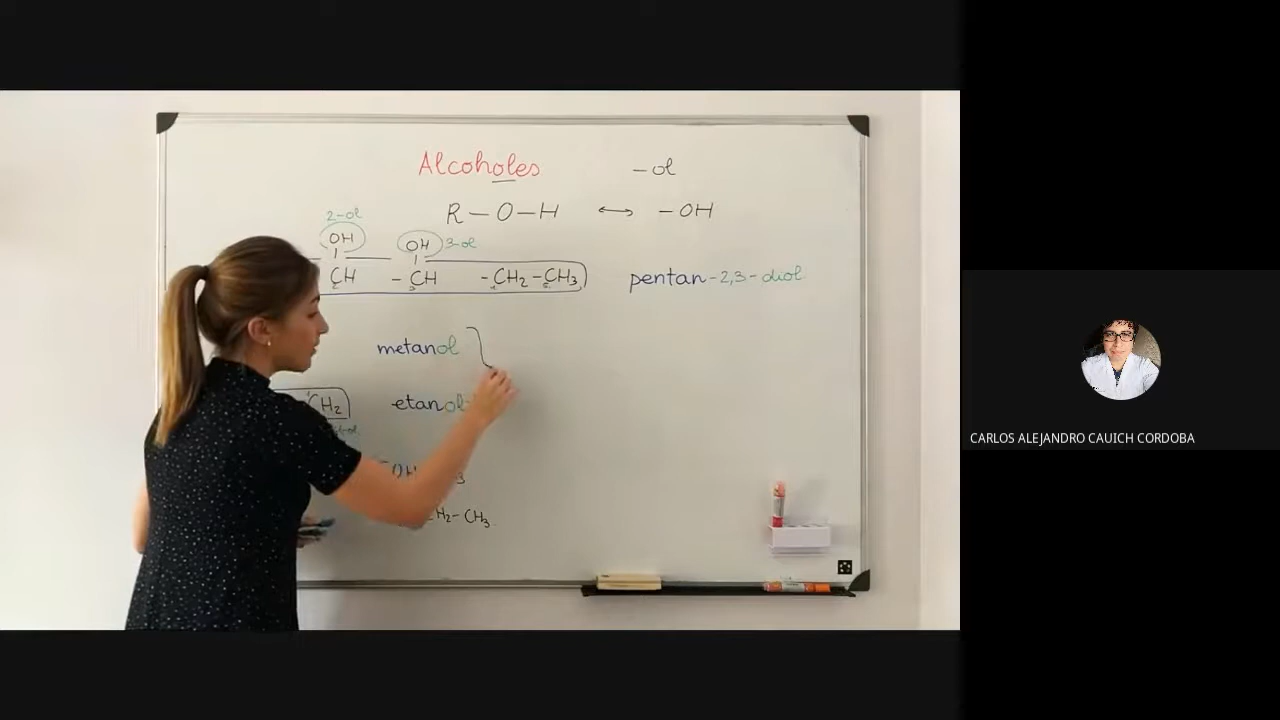 Alcoholes -ol
R-O-H ↔ -OH
2-ol
OH OH 3-ol
CH -CH -CH2-CH3 pentan-2,3-diol
metanol
CH2 etanol
CH2-CH3
CARLOS ALEJANDRO CAUICH CORDOBA